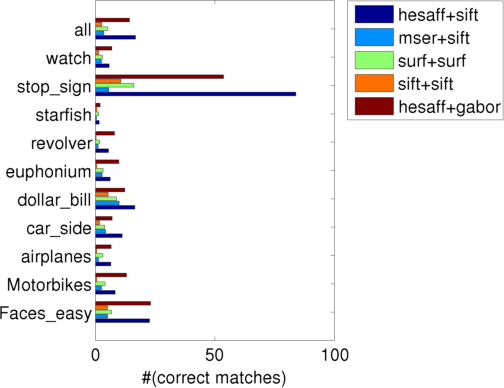 all
watch
stop_sign
starfish
revolver
euphonium
dollar_bill
car_side
airplanes
Motorbikes
Faces_easy
0 50 100
#(correct matches)
hesaff+sift
mser+sift
surf+surf
sift+sift
hesaff+gabor